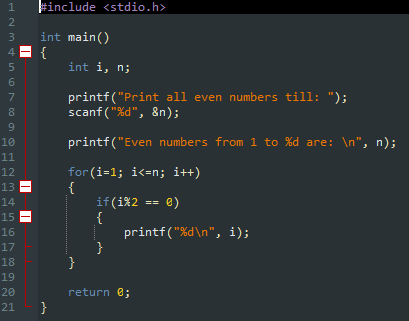 1 #include <stdio.h>
2
3 int main()
4 {
5     int i, n;
6
7     printf("Print all even numbers till: ");
8     scanf("%d", &n);
9
10     printf("Even numbers from 1 to %d are: \n", n);
11
12     for(i=1; i<=n; i++)
13     {
14         if(i%2 == 0)
15         {
16             printf("%d\n", i);
17         }
18     }
19
20     return 0;
21 }